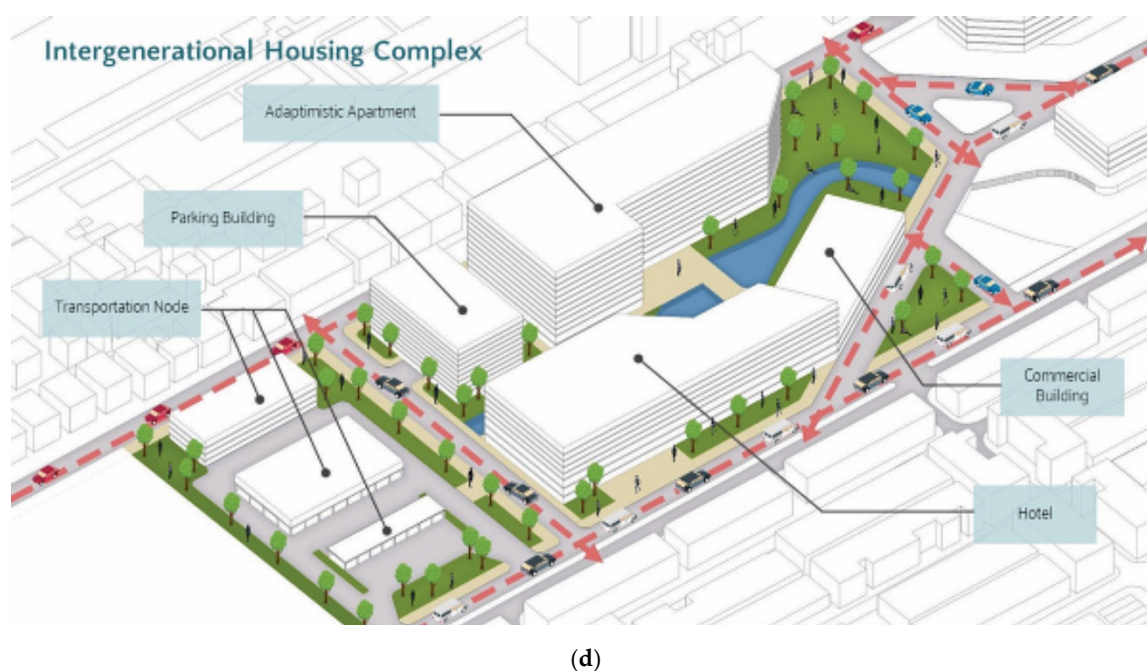 Intergenerational Housing Complex
Adaptimistic Apartment
Parking Building
Transportation Node
Commercial
Building
Hotel
(d)